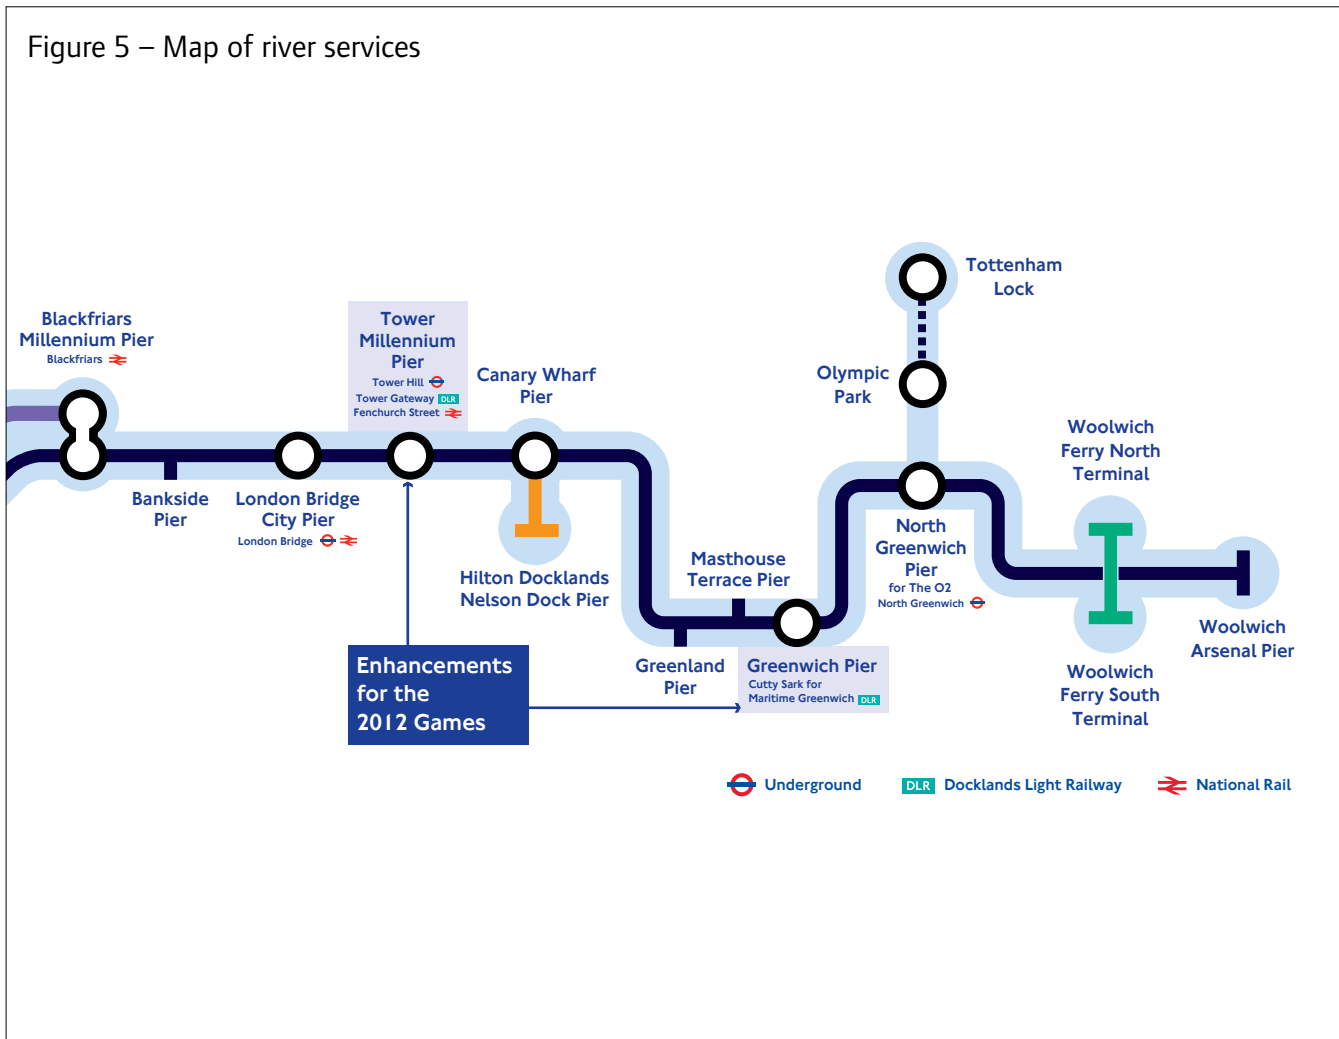 Figure 5 – Map of river services
Tottenham
Lock
Blackfriars
Millennium Pier
Blackfriars
Tower
Millennium
Pier
Tower Hill
Tower Gateway DLR
Fenchurch Street
Canary Wharf
Pier
Olympic
Park
Woolwich
Ferry North
Terminal
Bankside
Pier
London Bridge
City Pier
London Bridge
Hilton Docklands
Nelson Dock Pier
Masthouse
Terrace Pier
North
Greenwich
Pier
for The O2
North Greenwich
Woolwich
Arsenal Pier
Enhancements
for the
2012 Games
Greenland
Pier
Greenwich Pier
Cutty Sark for
Maritime Greenwich DLR
Woolwich
Ferry South
Terminal
Underground
DLR Docklands Light Railway
National Rail